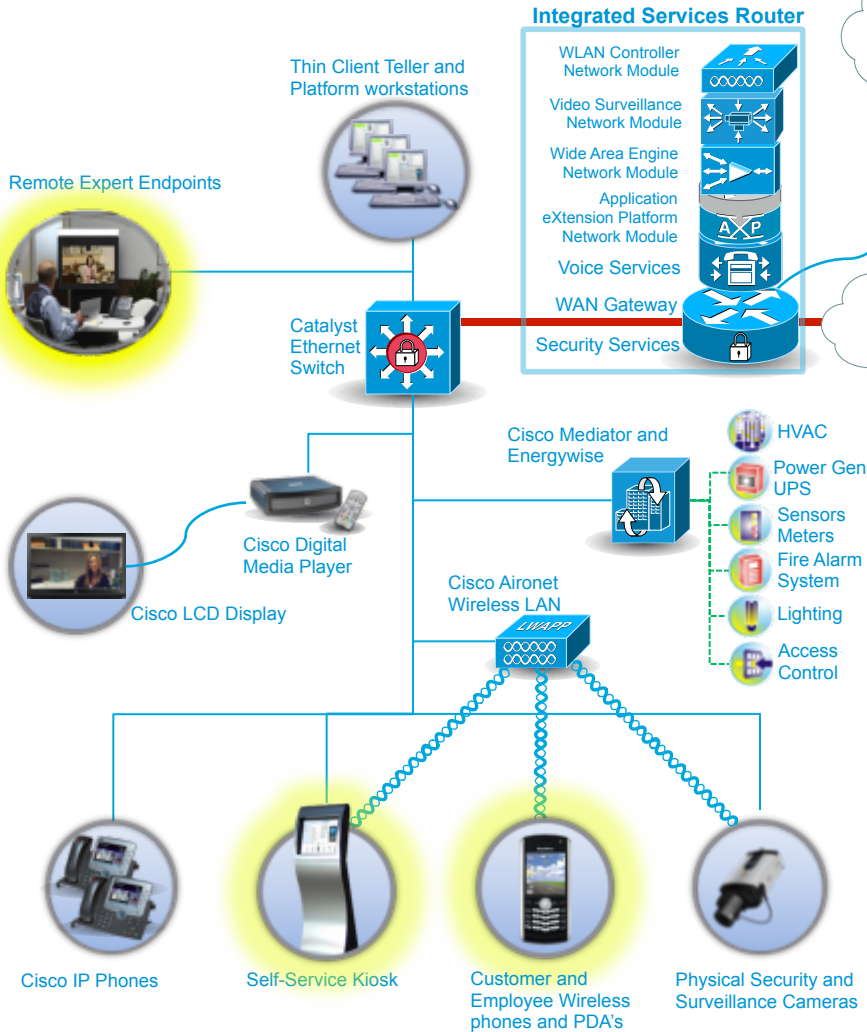 Integrated Services Router
WLAN Controller
Network Module
Video Surveillance
Network Module
Wide Area Engine
Network Module
Application
eXtension Platform
Network Module
A P
Voice Services
WAN Gateway
Security Services
Thin Client Teller and
Platform workstations
Remote Expert Endpoints
Catalyst
Ethernet
Switch
Cisco Mediator and
Energywise
HVAC
Power Gen
UPS
Sensors
Meters
Fire Alarm
System
Lighting
Access
Control
Cisco Digital
Media Player
Cisco LCD Display
Cisco Aironet
Wireless LAN
LWAPP
Cisco IP Phones
Self-Service Kiosk
Customer and
Employee Wireless
phones and PDA's
Physical Security and
Surveillance Cameras